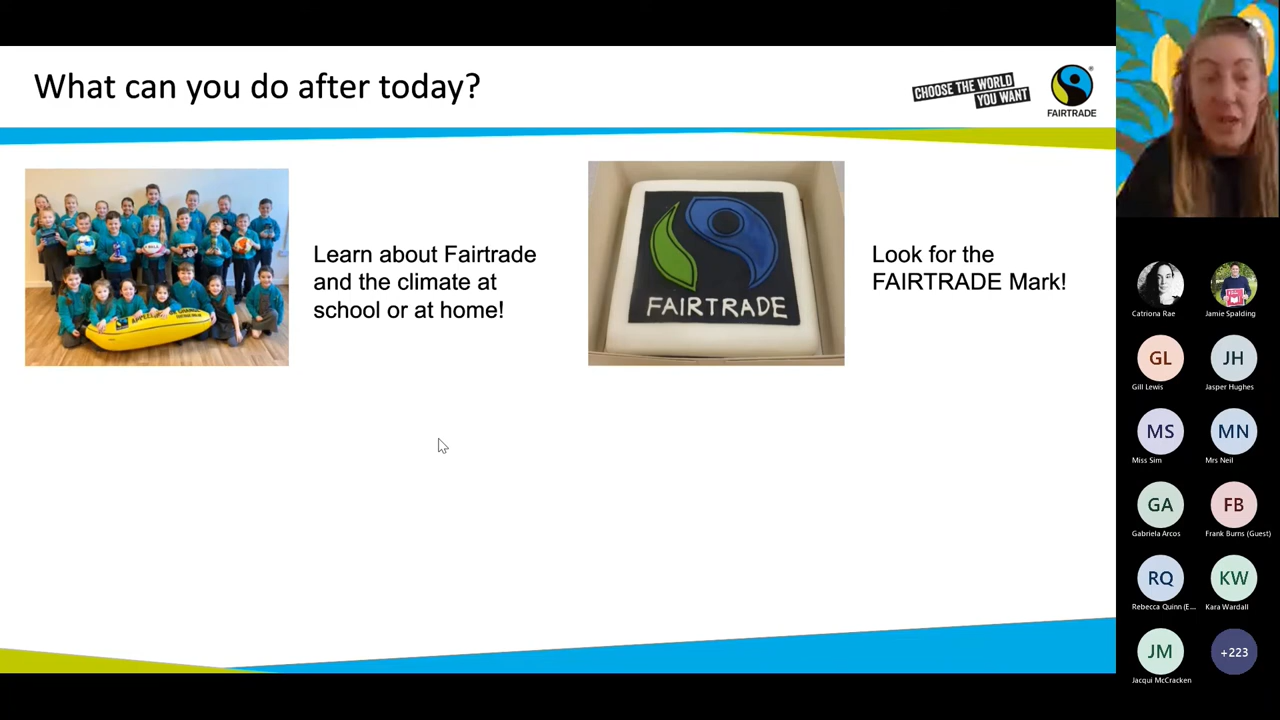 What can you do after today?
CHOOSE THE WORLD
YOU WANT
FAIRTRADE
Learn about Fairtrade
and the climate at
school or at home!
FAIRTRADE
Look for the
FAIRTRADE Mark!
Catriona Rae
Jamie Spalding
GL
JH
Gill Lewis
Jasper Hughes
MS
MN
Miss Sim
Mrs Neil
GA
FB
Gabriela Arcos
Frank Burns (Guest)
RQ
KW
Rebecca Quinn (E...
Kara Wardall
JM
+223
Jacqui McCracken